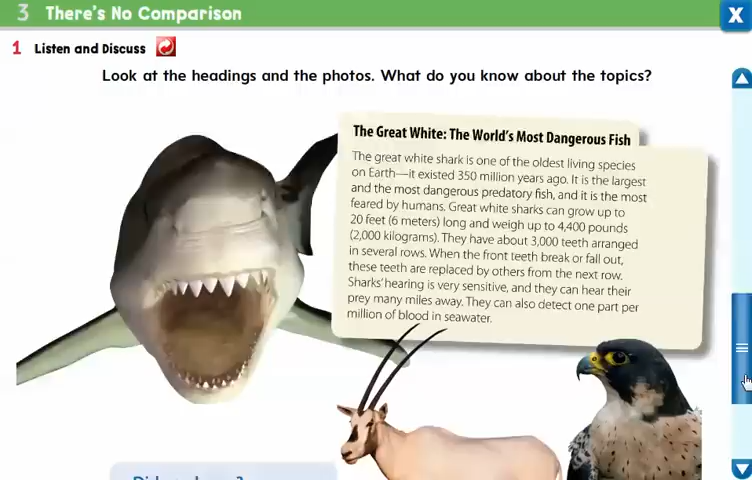 3 There's No Comparison
X
1 Listen and Discuss
Look at the headings and the photos. What do you know about the topics?
The Great White: The World's Most Dangerous Fish
The great white shark is one of the oldest living species
on Earth—it existed 350 million years ago. It is the largest
and the most dangerous predatory fish, and it is the most
feared by humans. Great white sharks can grow up to
20 feet (6 meters) long and weigh up to 4,400 pounds
(2,000 kilograms). They have about 3,000 teeth arranged
in several rows. When the front teeth break or fall out,
these teeth are replaced by others from the next row.
Sharks' hearing is very sensitive, and they can hear their
prey many miles away. They can also detect one part per
million of blood in seawater.